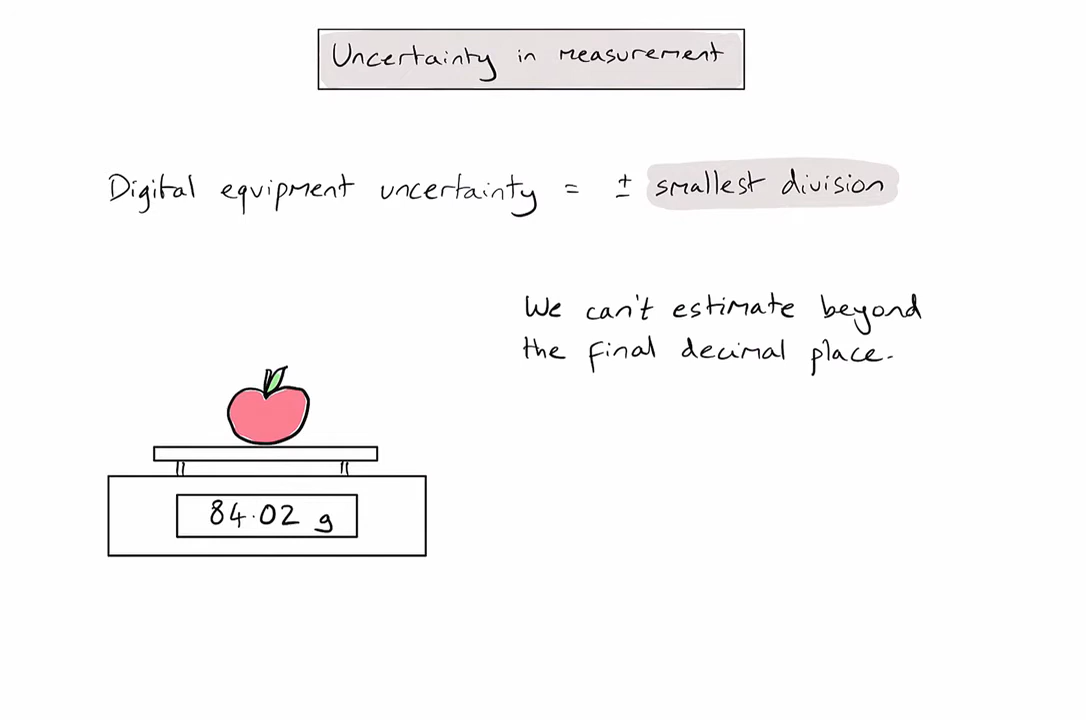 Uncertainty in measurement
Digital equipment uncertainty = ± smallest division
We can't estimate beyond
the final decimal place.
84.02 g